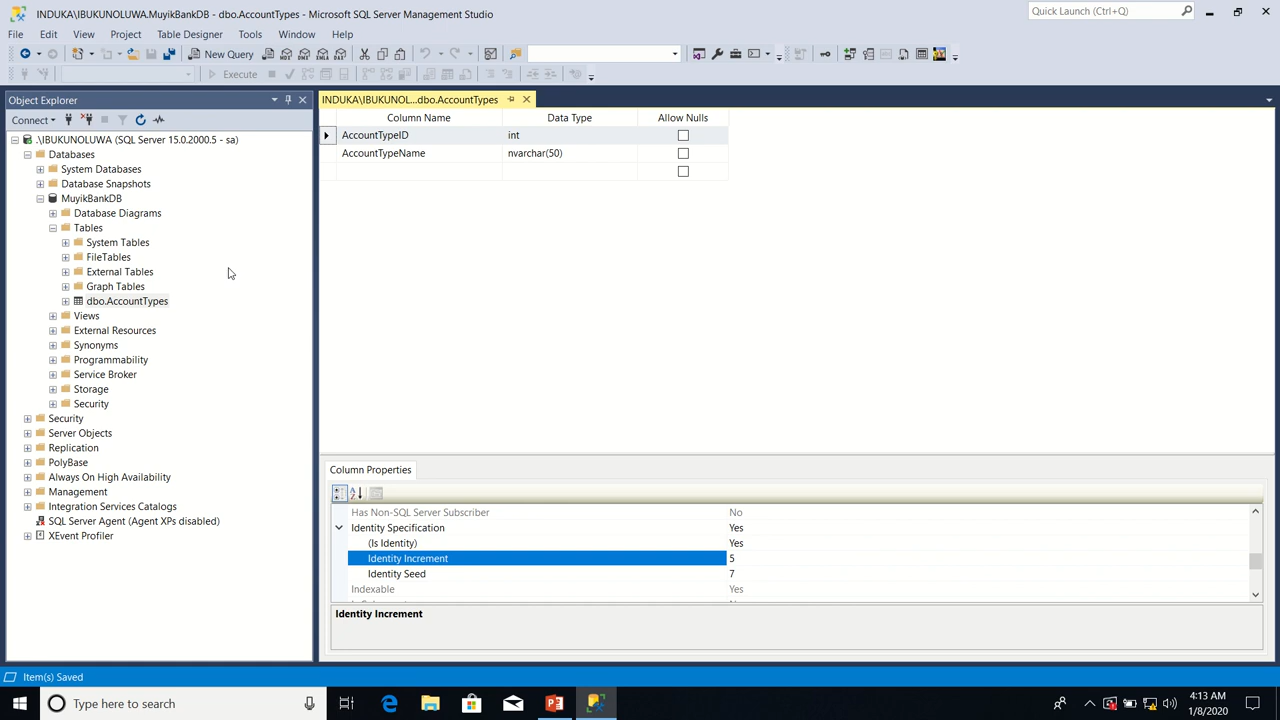 INDUKA\IBUKUNOLUWA.MuyikBankDB - dbo.AccountTypes - Microsoft SQL Server Management Studio
Quick Launch (Ctrl+Q)
File Edit View Project Table Designer Tools Window Help
New Query
Execute
Object Explorer
INDUKA\IBUKUNOL...dbo.AccountTypes
Connect
.\IBUKUNOLUWA (SQL Server 15.0.2000.5 - sa)
Databases
System Databases
Database Snapshots
MuyikBankDB
Database Diagrams
Tables
System Tables
FileTables
External Tables
Graph Tables
dbo.AccountTypes
Views
External Resources
Synonyms
Programmability
Service Broker
Storage
Security
Security
Server Objects
Replication
PolyBase
Always On High Availability
Management
Integration Services Catalogs
SQL Server Agent (Agent XPs disabled)
XEvent Profiler
Column Name Data Type Allow Nulls
AccountTypeID int
AccountTypeName nvarchar(50)
Column Properties
Has Non-SQL Server Subscriber No
Identity Specification Yes
(Is Identity) Yes
Identity Increment 5
Identity Seed 7
Indexable Yes
Identity Increment
Item(s) Saved
Type here to search
4:13 AM
1/8/2020